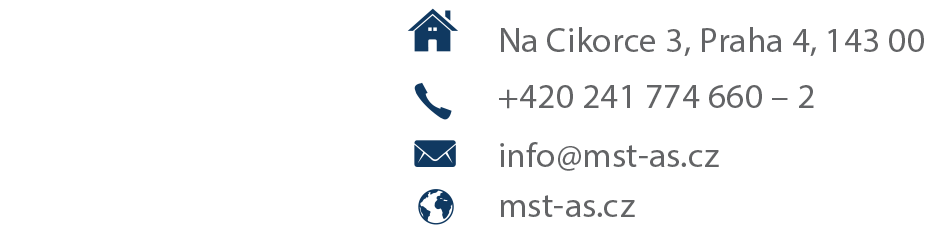 Na Cikorce 3, Praha 4, 143 00
+420 241 774 660 – 2
info@mst-as.cz
mst-as.cz